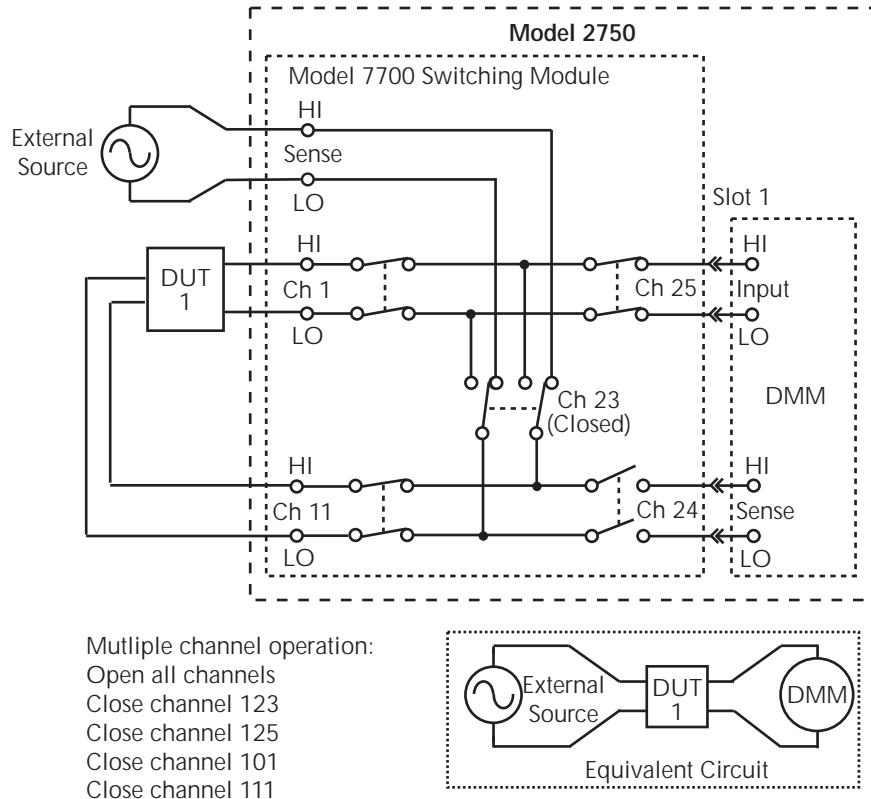 Model 2750
Model 7700 Switching Module
HI
External
Source
Sense
LO
Slot 1
HI
HI
DUT
1
Ch 1
Ch 25
Input
LO
LO
Ch 23
(Closed)
DMM
HI
HI
Ch 11
Ch 24
Sense
LO
LO
Mutliple channel operation:
Open all channels
Close channel 123
Close channel 125
Close channel 101
Close channel 111
External
Source
DUT
1
DMM
Equivalent Circuit